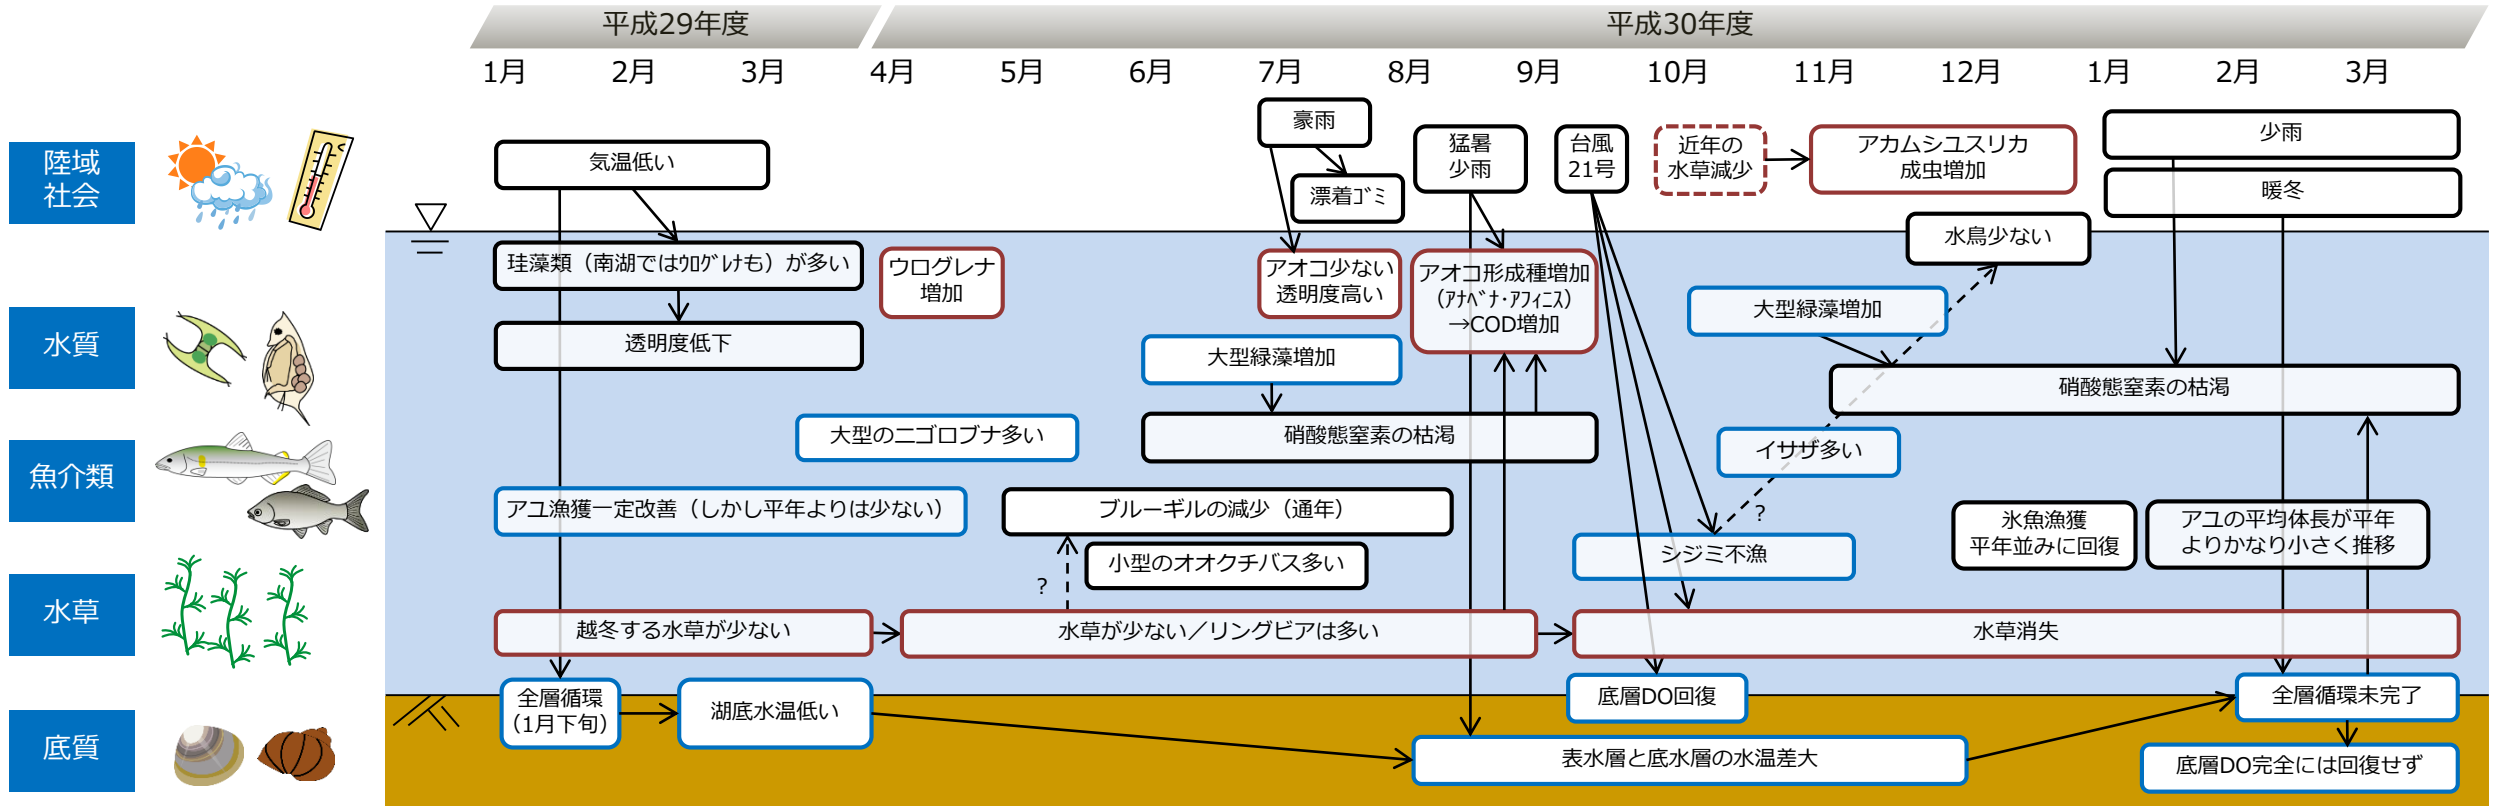 平成29年度
平成30年度
1月
2月
3月
4月
5月
6月
7月
8月
9月
10月
11月
12月
1月
2月
3月
陸域
社会
気温低い
豪雨
漂着ｺﾞﾐ
猛暑
少雨
台風
21号
近年の
水草減少
アカムシユスリカ
成虫増加
少雨
暖冬
水鳥少ない
水質
珪藻類（南湖ではｳﾛｸﾞﾚﾅも）が多い
透明度低下
ウログレナ
増加
アオコ少ない
透明度高い
アオコ形成種増加
（ｱﾅﾍﾞﾅ･ｱﾌｨﾆｽ）
→COD増加
大型緑藻増加
大型緑藻増加
硝酸態窒素の枯渇
硝酸態窒素の枯渇
魚介類
大型のニゴロブナ多い
イサザ多い
アユ漁獲一定改善（しかし平年よりは少ない）
ブルーギルの減少（通年）
小型のオオクチバス多い
?
?
シジミ不漁
氷魚漁獲
平年並みに回復
アユの平均体長が平年
よりかなり小さく推移
水草
越冬する水草が少ない
水草が少ない／リングビアは多い
水草消失
底質
全層循環
（1月下旬）
湖底水温低い
底層DO回復
表水層と底水層の水温差大
全層循環未完了
底層DO完全には回復せず